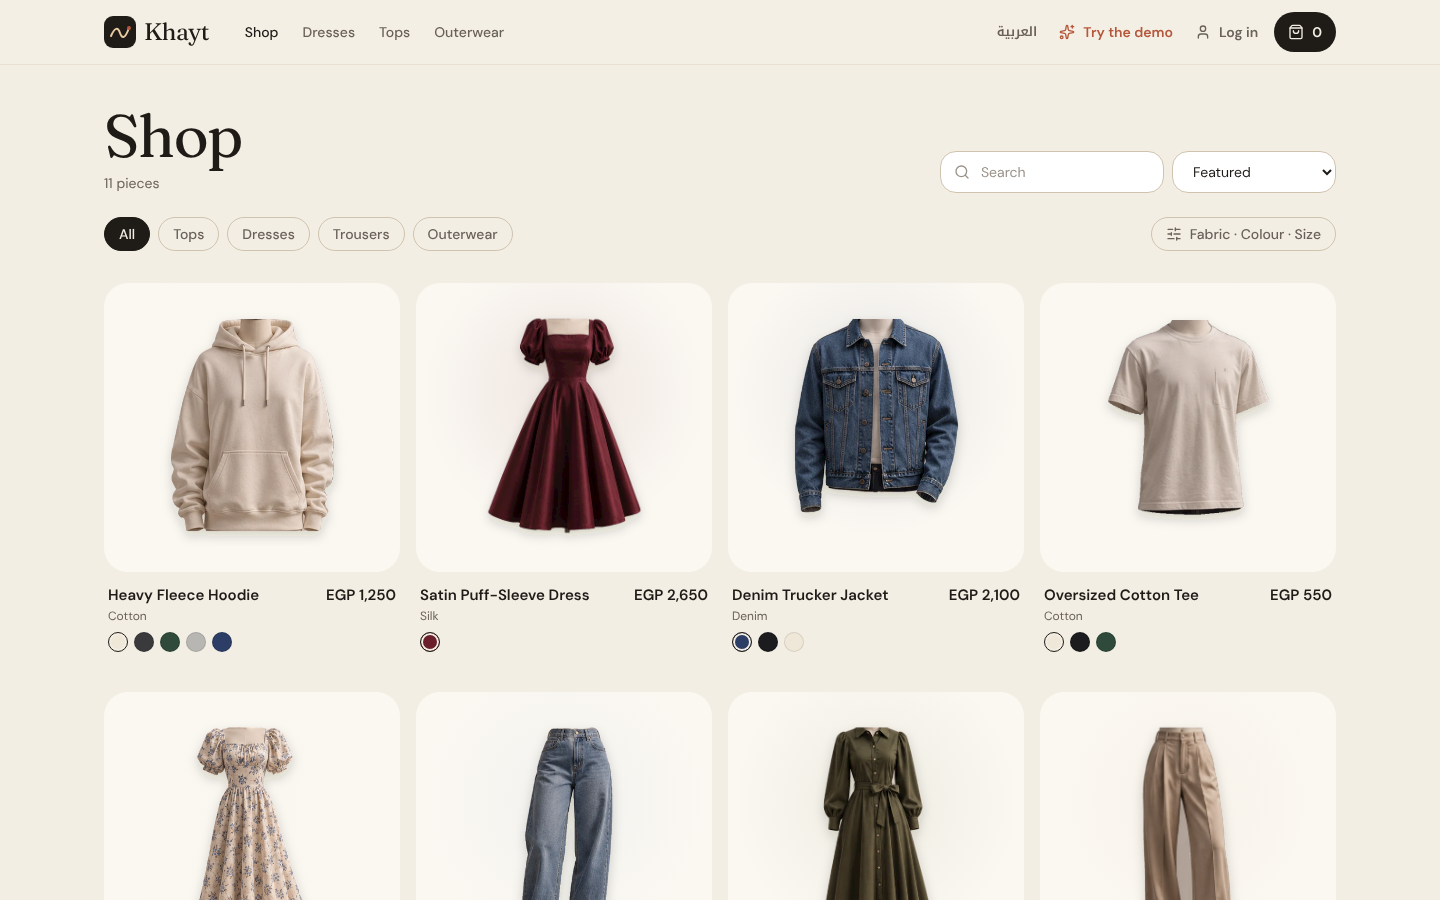 Khayt
Shop Dresses Tops Outerwear
العربية Try the demo Log in 0
Shop
11 pieces
Search Featured
All Tops Dresses Trousers Outerwear
Fabric · Colour · Size
Heavy Fleece Hoodie EGP 1,250
Cotton
Satin Puff-Sleeve Dress EGP 2,650
Silk
Denim Trucker Jacket EGP 2,100
Denim
Oversized Cotton Tee EGP 550
Cotton